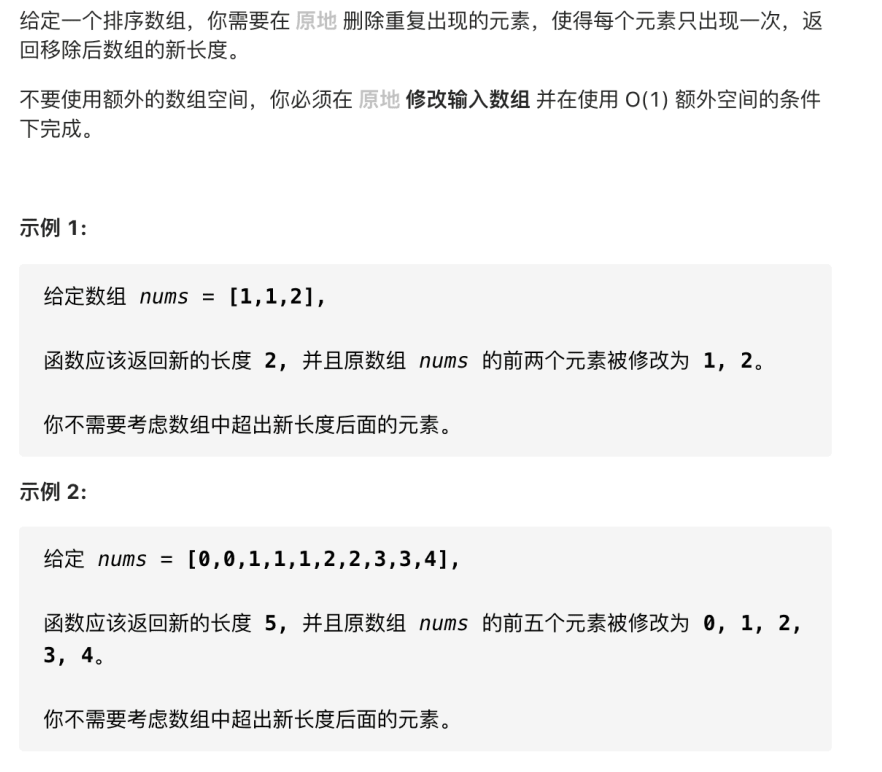 给定一个排序数组，你需要在 原地 删除重复出现的元素，使得每个元素只出现一次，返
回移除后数组的新长度。
不要使用额外的数组空间，你必须在 原地 修改输入数组 并在使用 O(1) 额外空间的条件
下完成。
示例 1:
给定数组 nums = [1,1,2],
函数应该返回新的长度 2, 并且原数组 nums 的前两个元素被修改为 1, 2。
你不需要考虑数组中超出新长度后面的元素。
示例 2:
给定 nums = [0,0,1,1,1,2,2,3,3,4],
函数应该返回新的长度 5, 并且原数组 nums 的前五个元素被修改为 0, 1, 2,
3, 4。
你不需要考虑数组中超出新长度后面的元素。